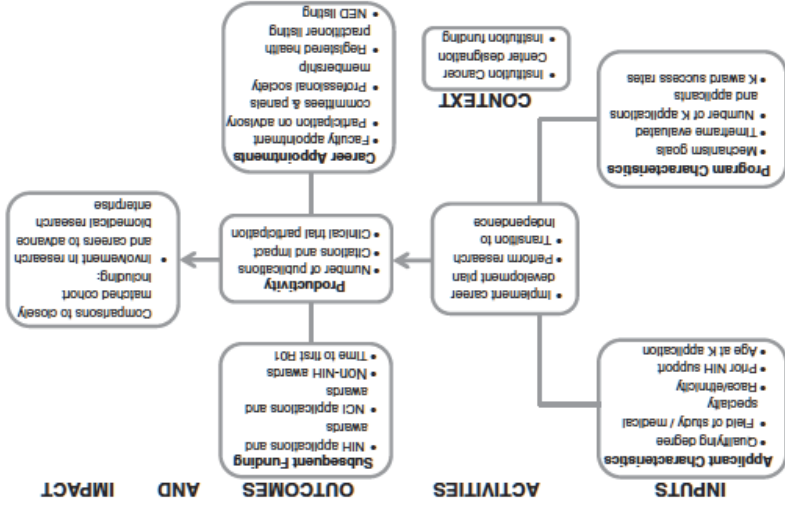 INPUTS ACTIVITIES OUTCOMES AND IMPACT
Applicant Characteristics
• Qualifying degree
• Field of study / medical
specialty
• Race/ethnicity
• Prior NIH support
• Age at K application
Program Characteristics
• Mechanism goals
• Timeframe evaluated
• Number of K applications
and applicants
• K award success rates
• Implement career
development plan
• Perform research
• Transition to
independence
CONTEXT
• Institution Cancer
Center designation
• Institution funding
Subsequent Funding
• NIH applications and
awards
• NCI applications and
awards
• Non-NIH awards
• Time to first R01
Productivity
• Number of publications
• Citations and impact
• Clinical trial participation
Career Appointments
• Faculty appointment
• Participation on advisory
committees & panels
• Professional society
membership
• Registered health
practitioner listing
• NED listing
Comparisons to closely
matched cohort
including:
• Involvement in research
and careers to advance
biomedical research
enterprise